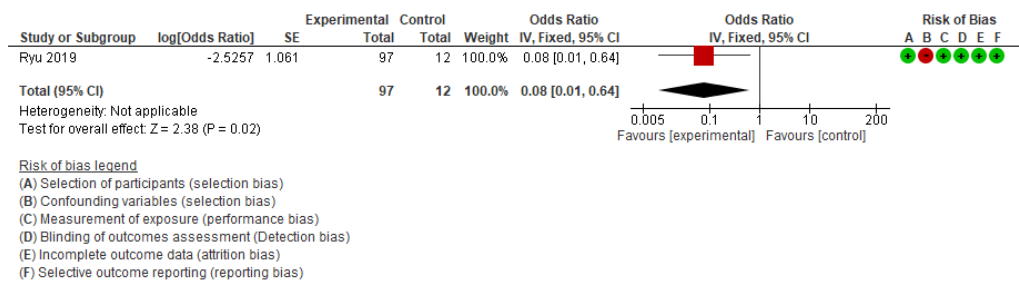 Experimental Control Odds Ratio Odds Ratio Risk of Bias
Study or Subgroup log[Odds Ratio] SE Total Total Weight IV, Fixed, 95% CI IV, Fixed, 95% CI A B C D E F
Ryu 2019 -2.5257 1.061 97 12 100.0% 0.08 [0.01, 0.64] + - + + + +
Total (95% CI) 97 12 100.0% 0.08 [0.01, 0.64]
Heterogeneity: Not applicable
Test for overall effect: Z = 2.38 (P = 0.02)
0.005 0.1 1 10 200
Favours [experimental] Favours [control]
Risk of bias legend
(A) Selection of participants (selection bias)
(B) Confounding variables (selection bias)
(C) Measurement of exposure (performance bias)
(D) Blinding of outcomes assessment (Detection bias)
(E) Incomplete outcome data (attrition bias)
(F) Selective outcome reporting (reporting bias)